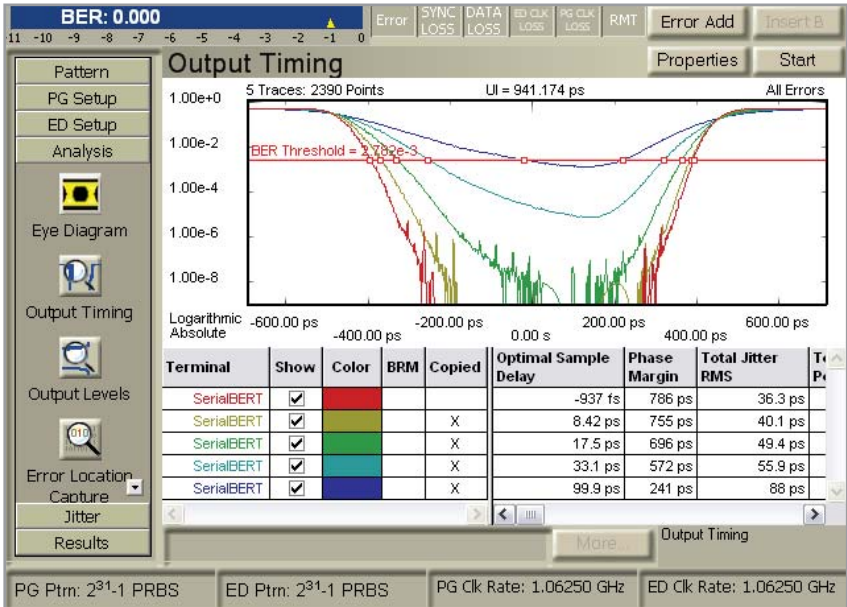 BER: 0.000
11 -10 -9 -8 -7 -6 -5 -4 -3 -2 -1 0
Error
SYNC LOSS
DATA LOSS
ED CLK LOSS
PG CLK LOSS
RMT
Error Add
Insert B
Output Timing
Properties
Start
Pattern
PG Setup
ED Setup
Analysis
Eye Diagram
Output Timing
Output Levels
010
Error Location
Capture
Jitter
Results
5 Traces: 2390 Points
UI = 941.174 ps
All Errors
1.00e+0
1.00e-2
1.00e-4
1.00e-6
1.00e-8
BER Threshold = 2.782e-3
Logarithmic
Absolute
-600.00 ps -400.00 ps -200.00 ps 0.00 s 200.00 ps 400.00 ps 600.00 ps
Terminal Show Color BRM Copied Optimal Sample Delay Phase Margin Total Jitter RMS
SerialBERT -937 fs 786 ps 36.3 ps
SerialBERT X 8.42 ps 755 ps 40.1 ps
SerialBERT X 17.5 ps 696 ps 49.4 ps
SerialBERT X 33.1 ps 572 ps 55.9 ps
SerialBERT X 99.9 ps 241 ps 88 ps
More...
Output Timing
PG Ptrn: 2³¹-1 PRBS
ED Ptrn: 2³¹-1 PRBS
PG Clk Rate: 1.06250 GHz
ED Clk Rate: 1.06250 GHz